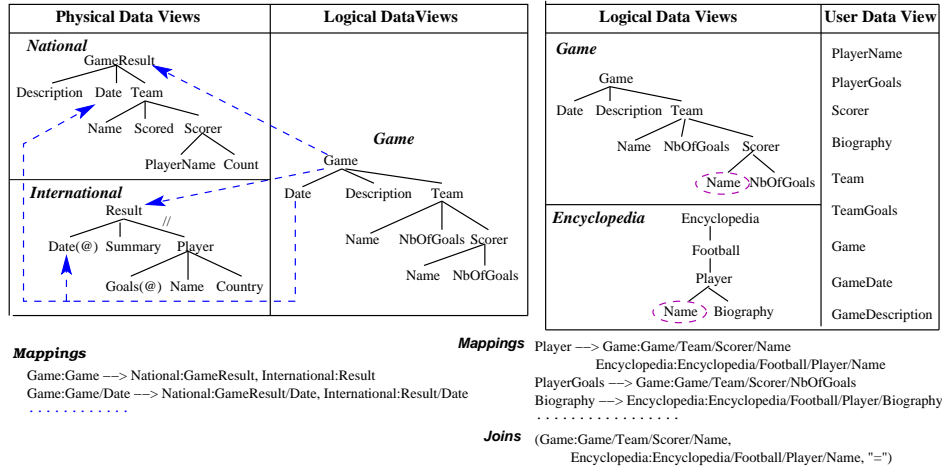 Physical Data Views
Logical DataViews
National
GameResult
Description Date Team
Name Scored Scorer
PlayerName Count
International
Result
//
Date(@) Summary Player
Goals(@) Name Country
Game
Game
Date Description Team
Name NbOfGoals Scorer
Name NbOfGoals
Mappings
Game:Game --> National:GameResult, International:Result
Game:Game/Date --> National:GameResult/Date, International:Result/Date
. . . . . . . . . . . .
Logical Data Views
User Data View
Game
Game
Date Description Team
Name NbOfGoals Scorer
Name NbOfGoals
Encyclopedia
Encyclopedia
Football
Player
Name Biography
PlayerName
PlayerGoals
Scorer
Biography
Team
TeamGoals
Game
GameDate
GameDescription
Mappings Player --> Game:Game/Team/Scorer/Name
Encyclopedia:Encyclopedia/Football/Player/Name
PlayerGoals --> Game:Game/Team/Scorer/NbOfGoals
Biography --> Encyclopedia:Encyclopedia/Football/Player/Biography
. . . . . . . . . . . . . . . . .
Joins (Game:Game/Team/Scorer/Name,
Encyclopedia:Encyclopedia/Football/Player/Name, "=")